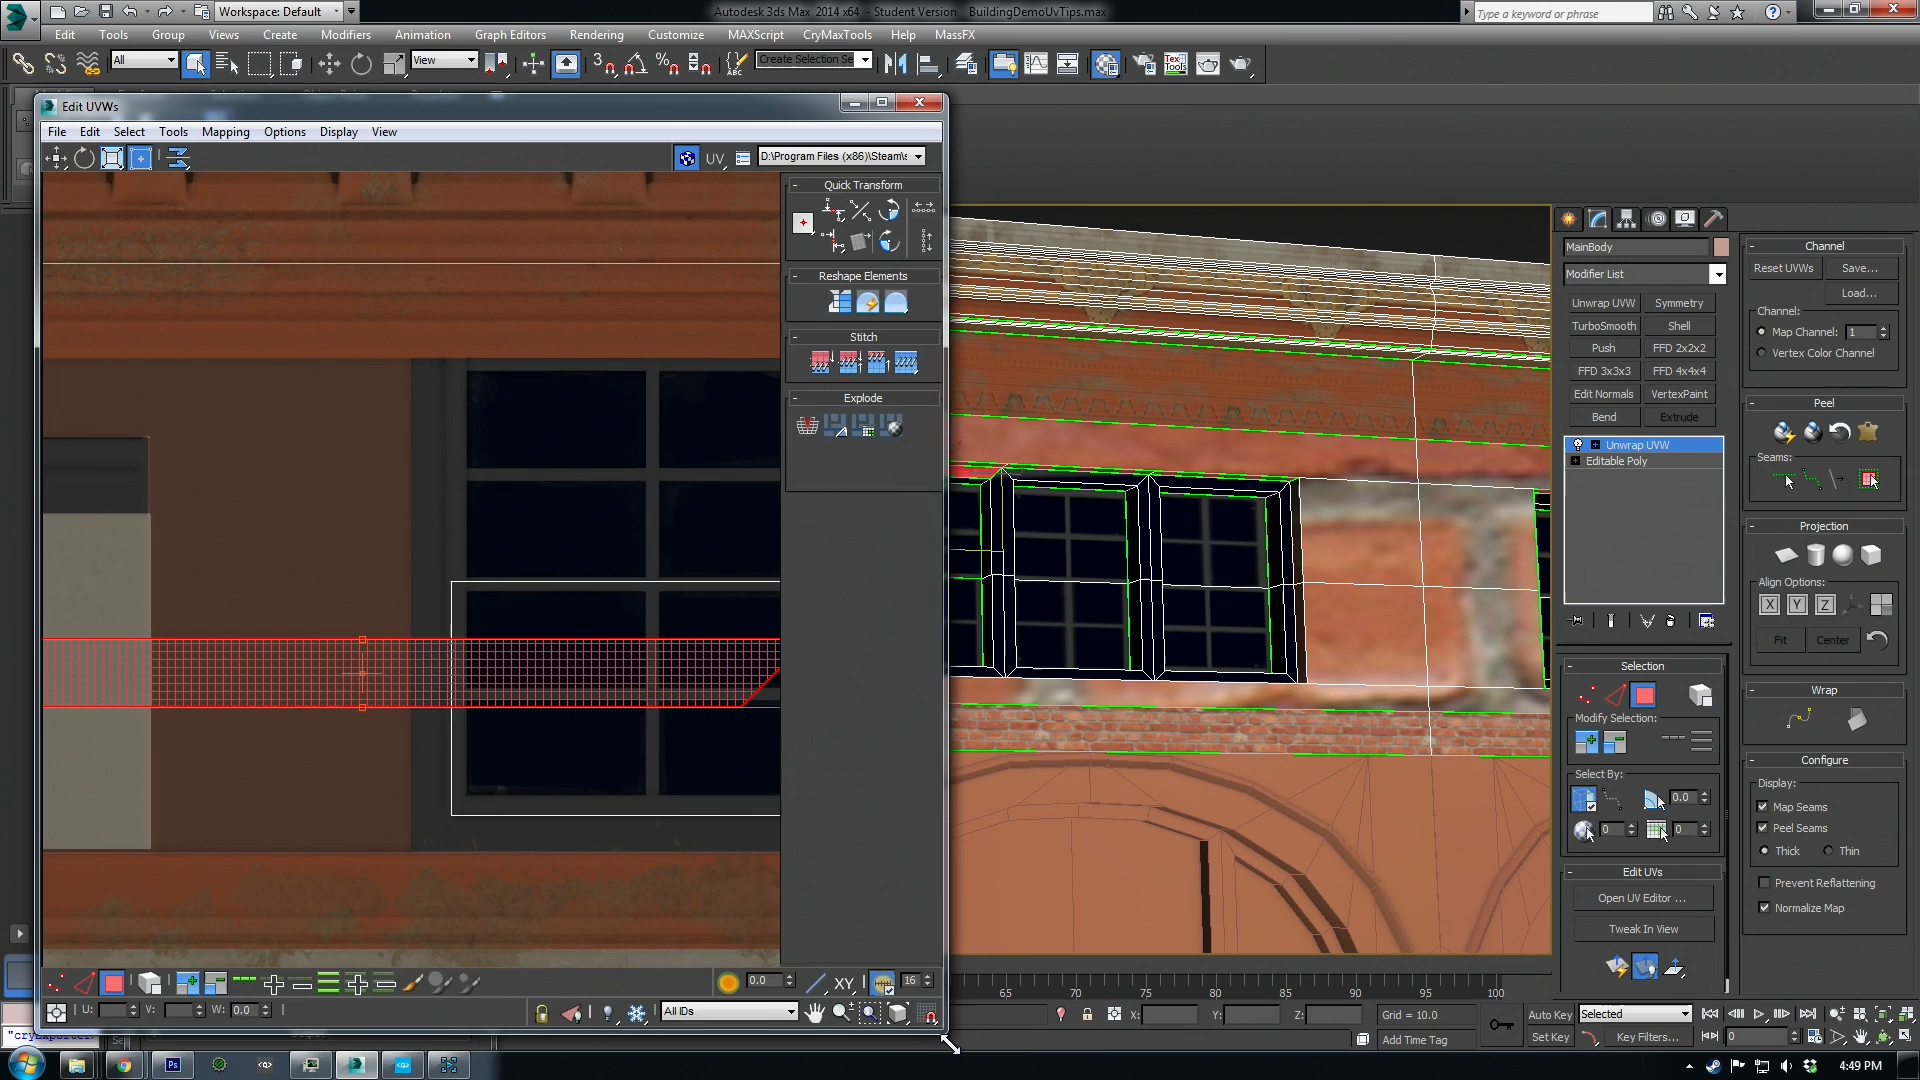 Workspace: Default
Autodesk 3ds Max 2014 x64 - Student Version BuildingDemoUvTips.max
Type a keyword or phrase
Edit Tools Group Views Create Modifiers Animation Graph Editors Rendering Customize MAXScript CryMaxTools Help MassFX
All
View
3
Create Selection Se
Edit UVWs
File Edit Select Tools Mapping Options Display View
UV
D:\Program Files (x86)\Steam\s
Quick Transform
Reshape Elements
Stitch
Explode
0.0
XY
16
U:
V:
W: 0.0
All IDs
MainBody
Modifier List
Unwrap UVW Symmetry
TurboSmooth Shell
Push FFD 2x2x2
FFD 3x3x3 FFD 4x4x4
Edit Normals VertexPaint
Bend Extrude
Unwrap UVW
Editable Poly
Selection
Modify Selection:
Select By:
0.0
0
0
Edit UVs
Open UV Editor ...
Tweak In View
Channel
Reset UVWs Save...
Load...
Channel:
Map Channel: 1
Vertex Color Channel
Peel
Seams:
Projection
Align Options:
X Y Z
Fit Center
Wrap
Configure
Display:
Map Seams
Peel Seams
Thick Thin
Prevent Reflattening
Normalize Map
65 70 75 80 85 90 95 100
X: Y: Z: Grid = 10.0
Add Time Tag
Auto Key Selected
Set Key Key Filters... 0
"cryExporter.
Se
4:49 PM